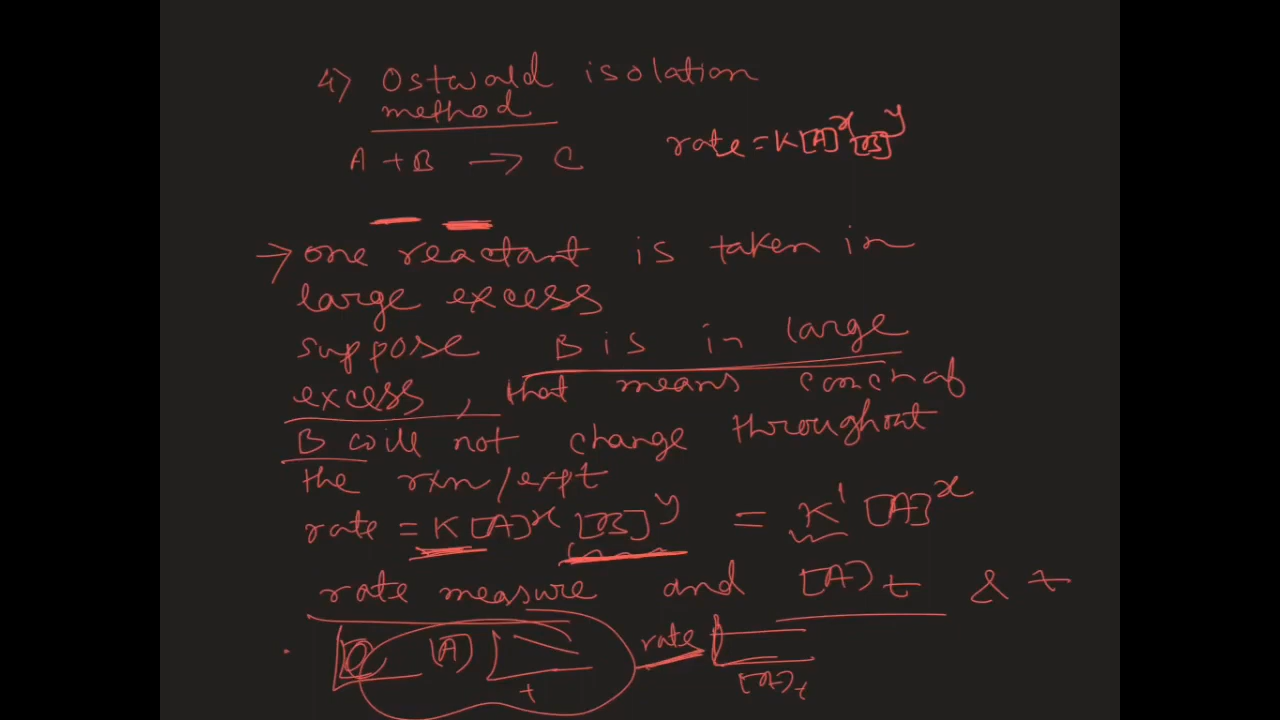 4) Ostwald isolation
method
A + B → C
rate = K[A]^x [B]^y
→ one reactant is taken in
large excess
suppose B is in large
excess, that means concn of
B will not change throughout
the rxn/expt
rate = K[A]^x [B]^y = K' [A]^x
rate measure and [A]t & t
[A] t rate [A]t